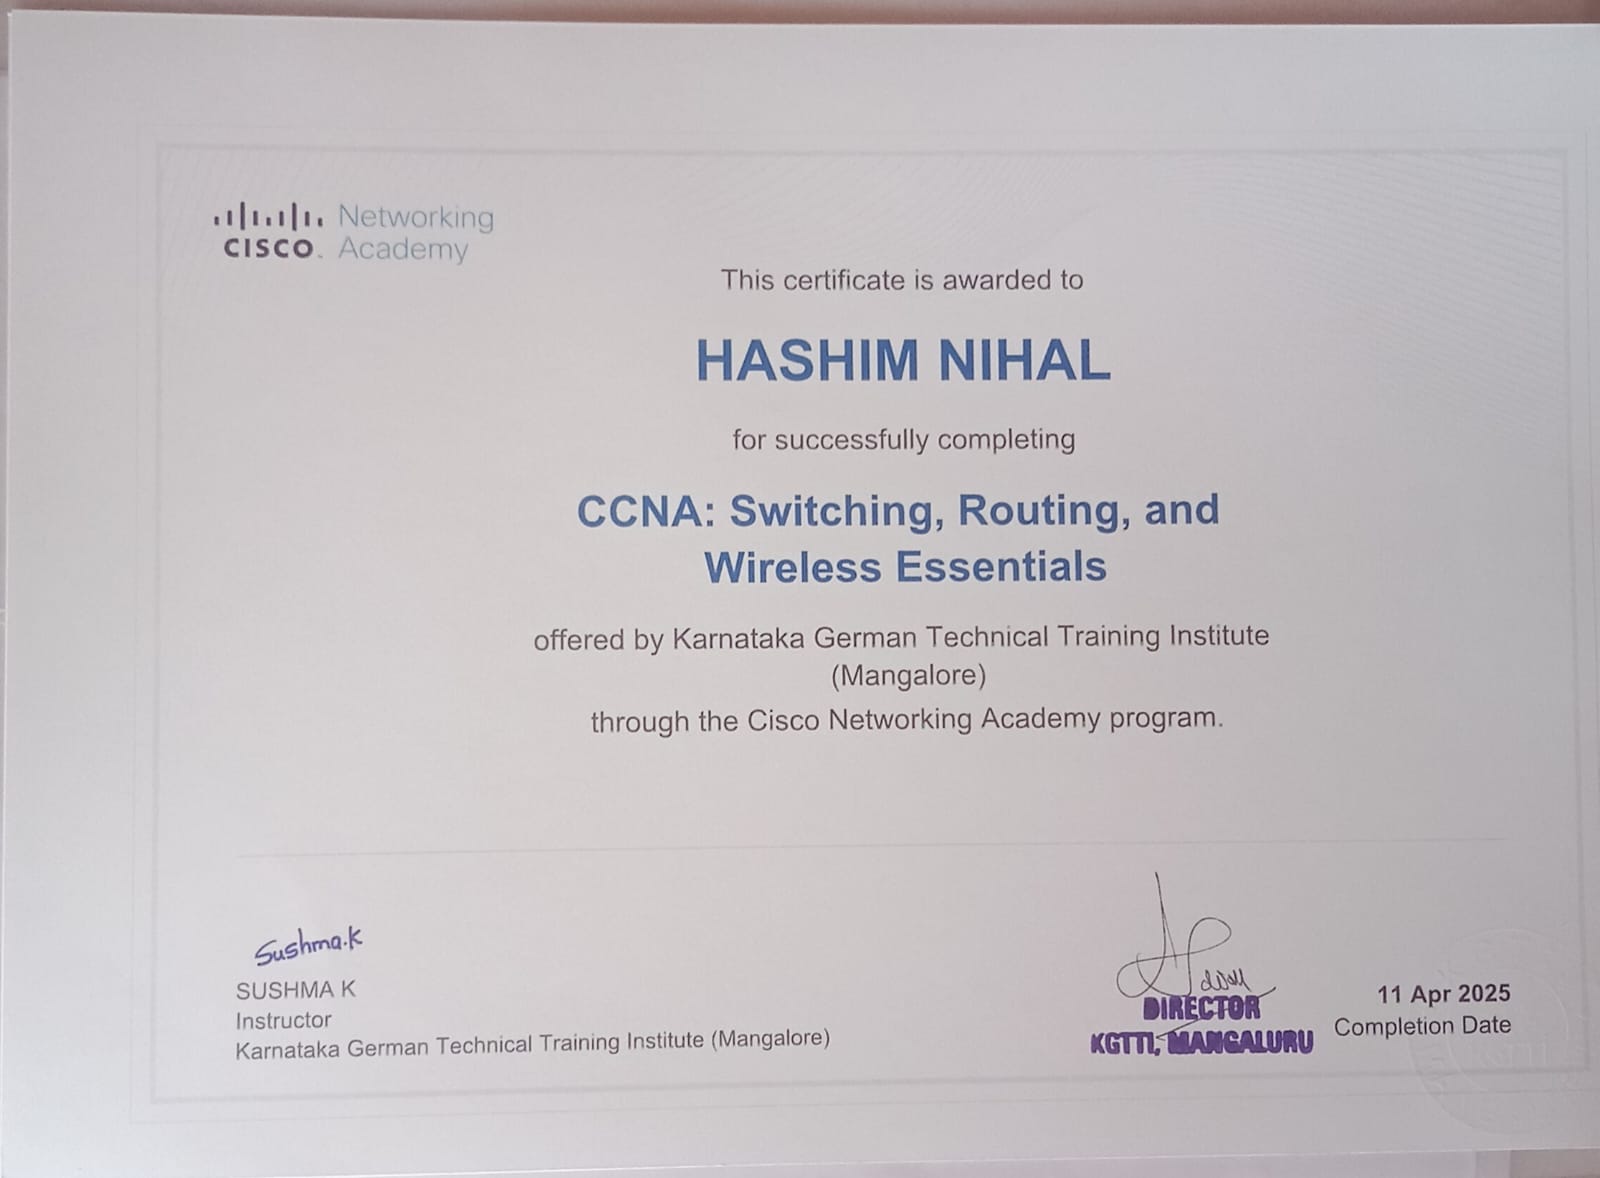 Networking
CISCO. Academy
This certificate is awarded to
HASHIM NIHAL
for successfully completing
CCNA: Switching, Routing, and
Wireless Essentials
offered by Karnataka German Technical Training Institute
(Mangalore)
through the Cisco Networking Academy program.
Sushma.K
SUSHMA K
Instructor
Karnataka German Technical Training Institute (Mangalore)
DIRECTOR
KGTTI, MANGALURU
11 Apr 2025
Completion Date